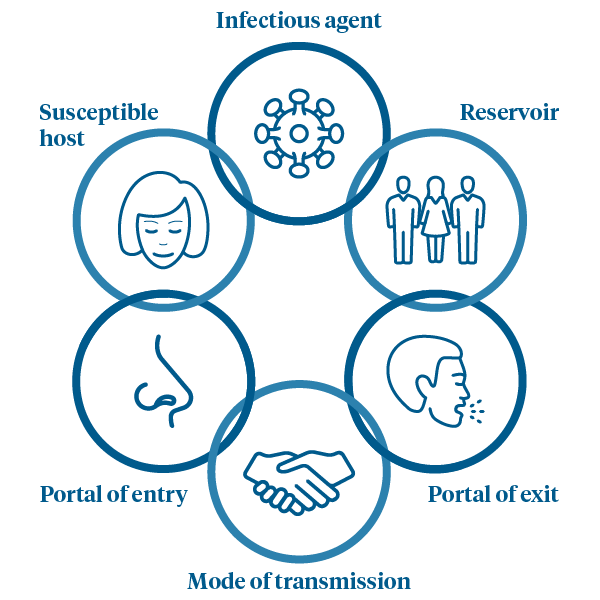 Infectious agent
Susceptible
host
Reservoir
Portal of entry
Portal of exit
Mode of transmission